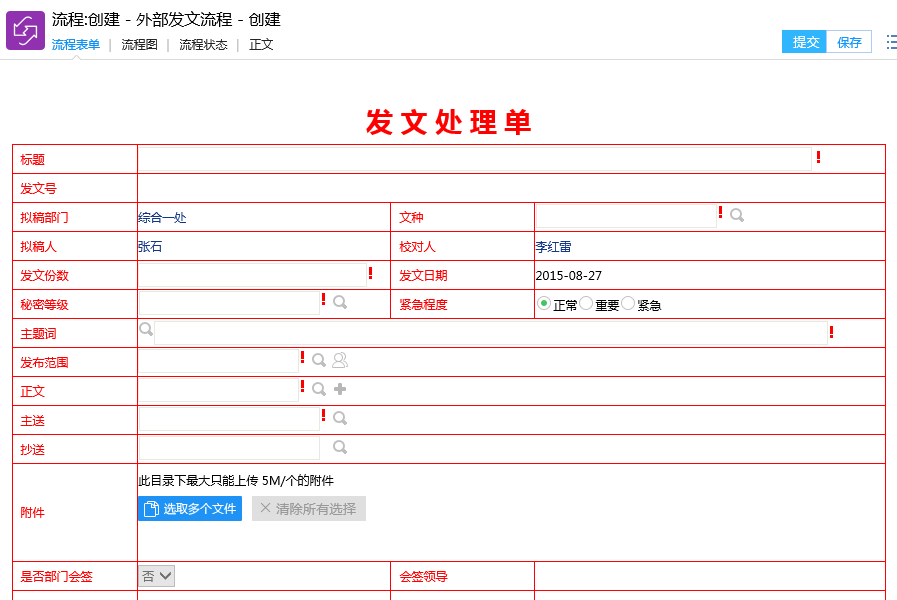 流程:创建 - 外部发文流程 - 创建
流程表单 | 流程图 | 流程状态 | 正文
提交 保存
发文处理单
标题 !
发文号
拟稿部门 综合一处 文种 !
拟稿人 张石 校对人 李红雷
发文份数 ! 发文日期 2015-08-27
秘密等级 ! 紧急程度 正常 重要 紧急
主题词 !
发布范围 !
正文 !
主送 !
抄送
此目录下最大只能上传 5M/个的附件
附件 选取多个文件 × 清除所有选择
是否部门会签 否 会签领导